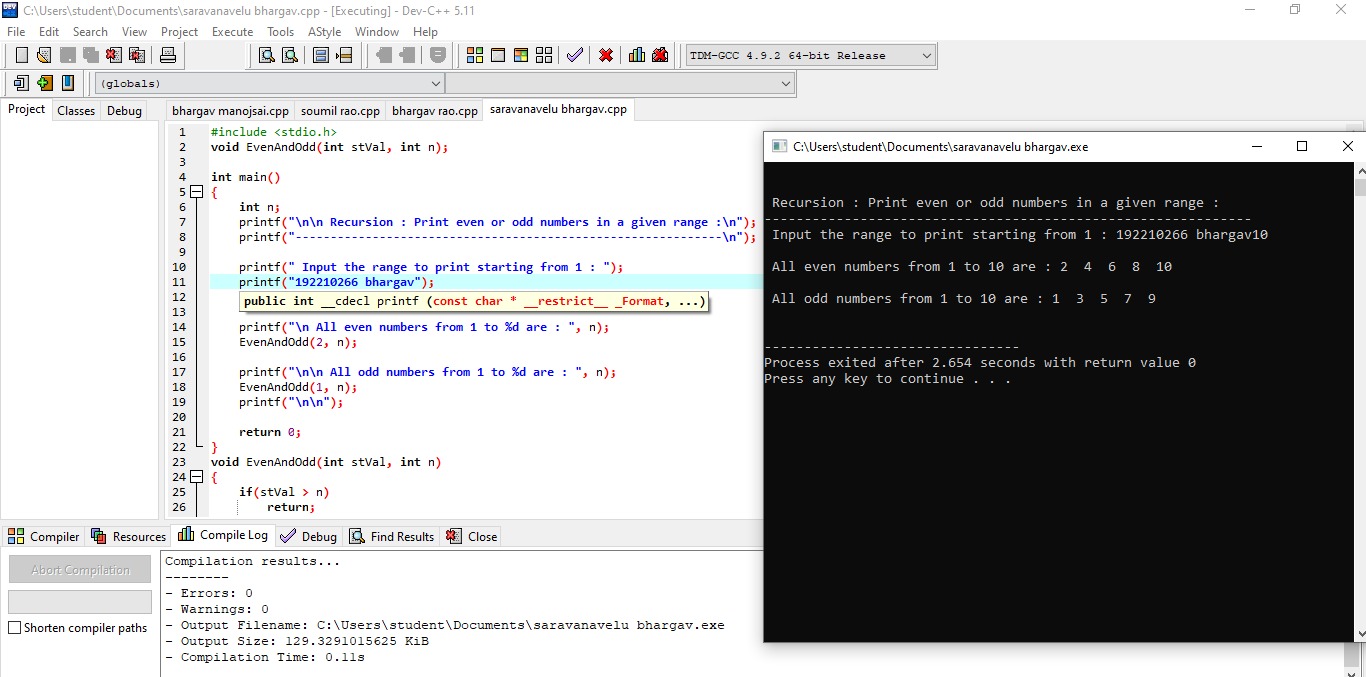 C:\Users\student\Documents\saravanavelu bhargav.cpp - [Executing] - Dev-C++ 5.11
File Edit Search View Project Execute Tools AStyle Window Help
TDM-GCC 4.9.2 64-bit Release
(globals)
Project Classes Debug
bhargav manojsai.cpp soumil rao.cpp bhargav rao.cpp saravanavelu bhargav.cpp
1 #include <stdio.h>
2 void EvenAndOdd(int stVal, int n);
3
4 int main()
5 {
6 int n;
7 printf("\n\n Recursion : Print even or odd numbers in a given range :\n");
8 printf("-------------------------------------------------------------\n");
9
10 printf(" Input the range to print starting from 1 : ");
11 printf("192210266 bhargav");
12 public int __cdecl printf (const char * __restrict__ _Format, ...)
13
14 printf("\n All even numbers from 1 to %d are : ", n);
15 EvenAndOdd(2, n);
16
17 printf("\n\n All odd numbers from 1 to %d are : ", n);
18 EvenAndOdd(1, n);
19 printf("\n\n");
20
21 return 0;
22 }
23 void EvenAndOdd(int stVal, int n)
24 {
25 if(stVal > n)
26 return;
C:\Users\student\Documents\saravanavelu bhargav.exe
Recursion : Print even or odd numbers in a given range :
-------------------------------------------------------------
Input the range to print starting from 1 : 192210266 bhargav10
All even numbers from 1 to 10 are : 2 4 6 8 10
All odd numbers from 1 to 10 are : 1 3 5 7 9
--------------------------------
Process exited after 2.654 seconds with return value 0
Press any key to continue . . .
Compiler Resources Compile Log Debug Find Results Close
Abort Compilation
Shorten compiler paths
Compilation results...
--------
- Errors: 0
- Warnings: 0
- Output Filename: C:\Users\student\Documents\saravanavelu bhargav.exe
- Output Size: 129.3291015625 KiB
- Compilation Time: 0.11s